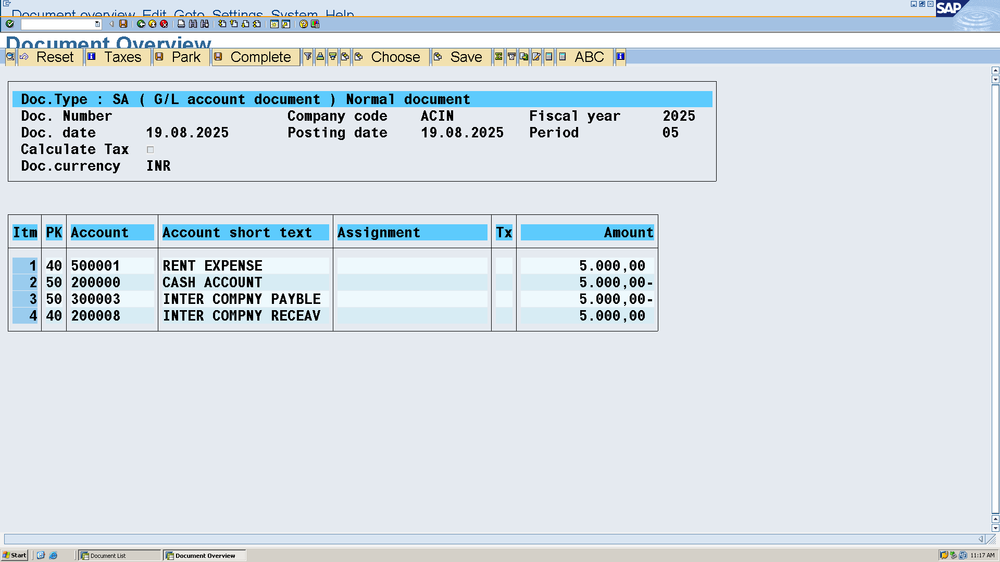 Document overview Edit Goto Settings System Help
SAP
Document Overview
Reset Taxes Park Complete Choose Save ABC
Doc.Type : SA ( G/L account document ) Normal document
Doc. Number Company code ACIN Fiscal year 2025
Doc. date 19.08.2025 Posting date 19.08.2025 Period 05
Calculate Tax
Doc.currency INR
Itm PK Account Account short text Assignment Tx Amount
1 40 500001 RENT EXPENSE 5.000,00
2 50 200000 CASH ACCOUNT 5.000,00-
3 50 300003 INTER COMPNY PAYBLE 5.000,00-
4 40 200008 INTER COMPNY RECEAV 5.000,00
Start Document List Document Overview 11:17 AM